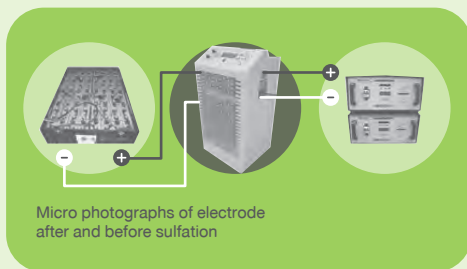 +
-
- +
Micro photographs of electrode
after and before sulfation